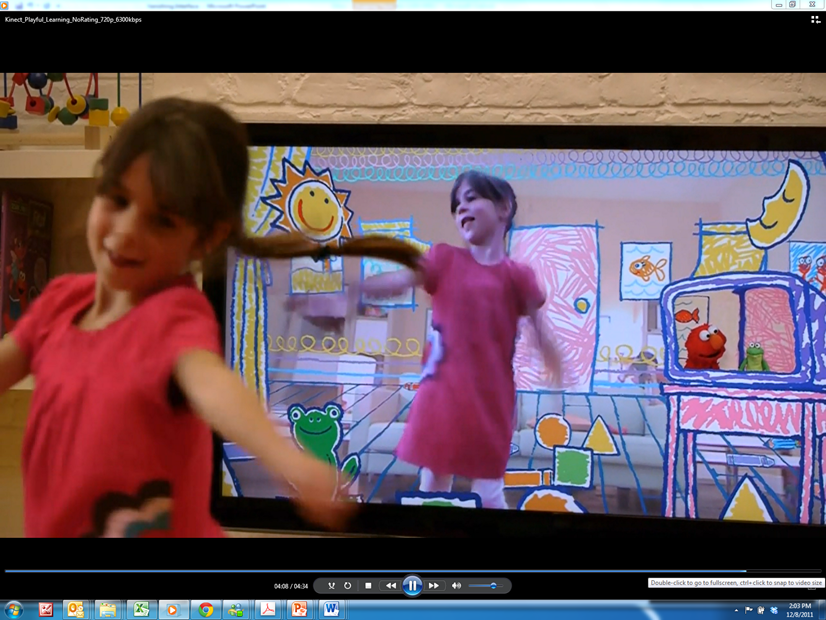 Kinect_Playful_Learning_NoRating_720p_6300kbps
04:08 / 04:34
Double-click to go to fullscreen, ctrl+click to snap to video size
2:03 PM
12/8/2011